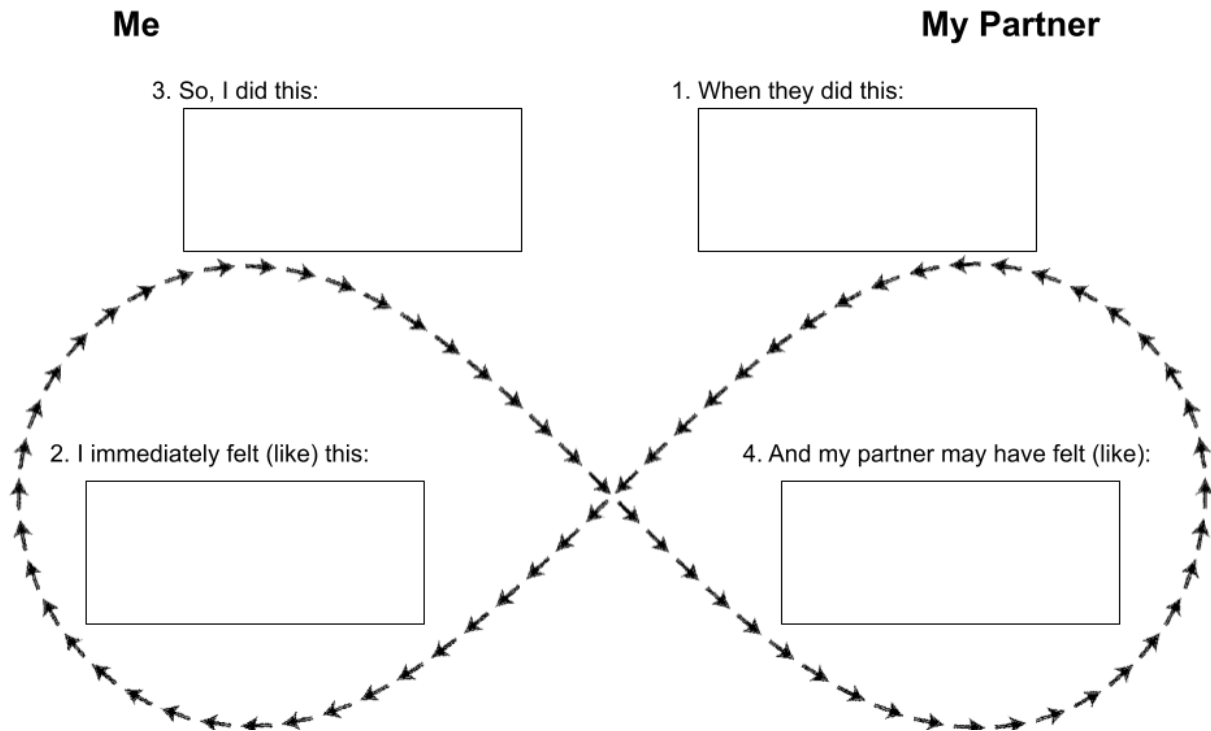 Me
My Partner
3. So, I did this:
1. When they did this:
2. I immediately felt (like) this:
4. And my partner may have felt (like):